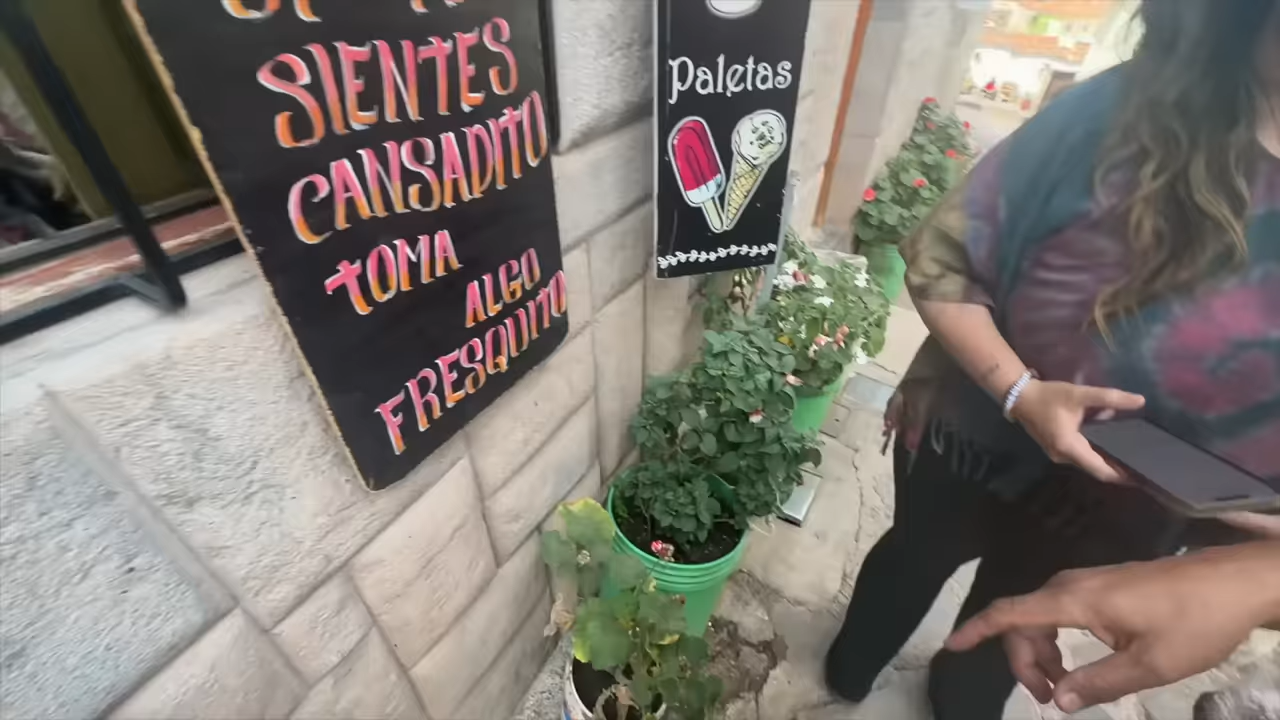 SIENTES
CANSADITO
TOMA
ALGO
FRESQUITO
Paletas